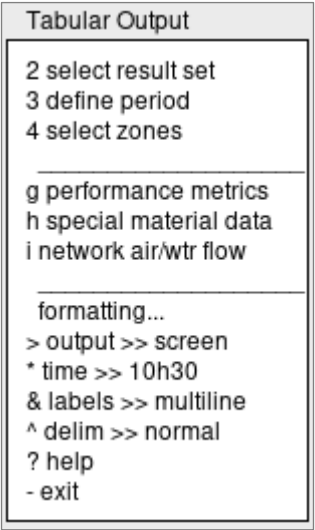 Tabular Output
2 select result set
3 define period
4 select zones
g performance metrics
h special material data
i network air/wtr flow
formatting...
> output >> screen
* time >> 10h30
& labels >> multiline
^ delim >> normal
? help
- exit